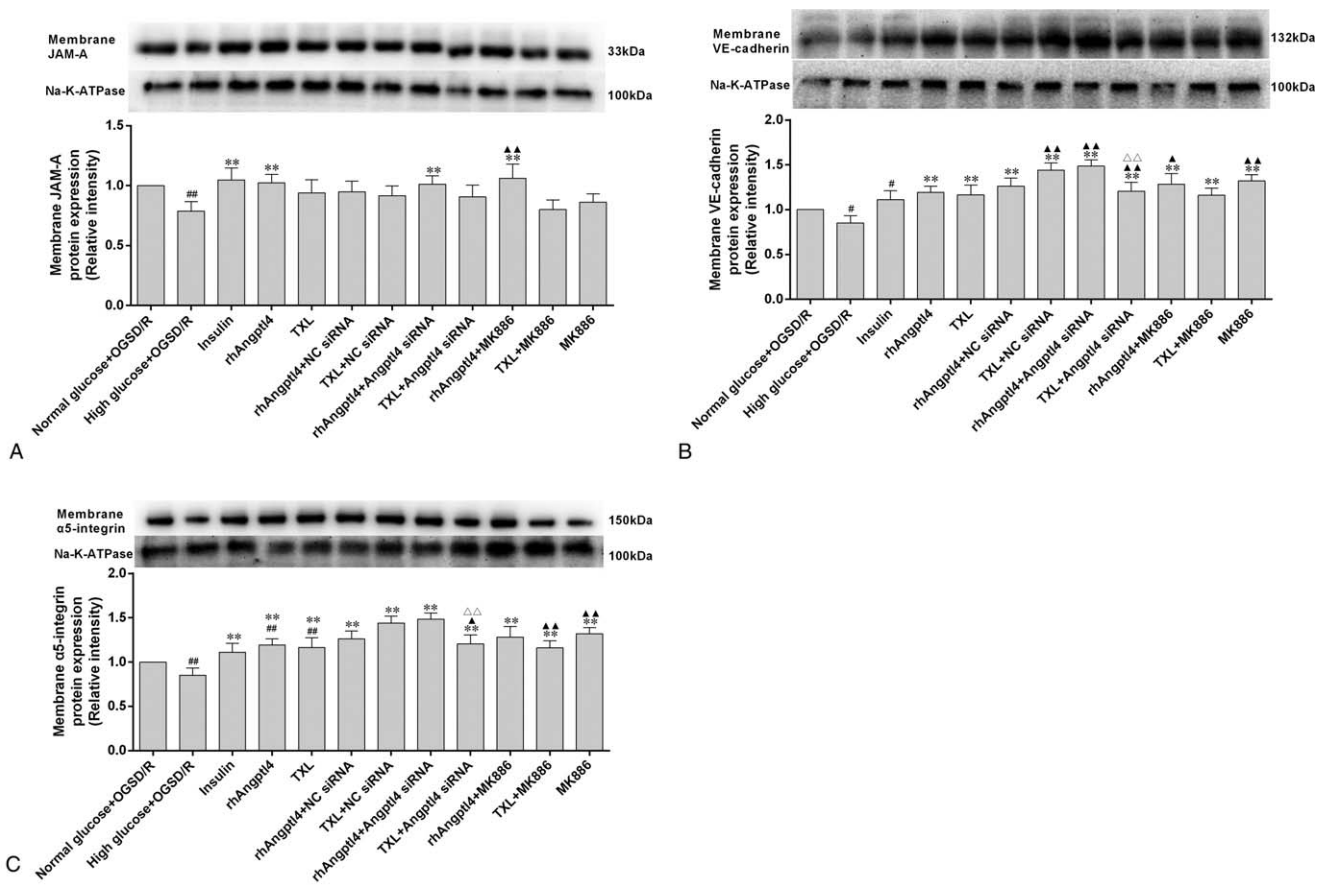 Membrane
JAM-A
33kDa
Na-K-ATPase
100kDa
Membrane JAM-A
protein expression
(Relative intensity)
1.5
1.0
0.5
0.0
##
**
**
**
▲▲
**
Normal glucose+OGSD/R
High glucose+OGSD/R
Insulin
rhAngptl4
TXL
rhAngptl4+NC siRNA
TXL+NC siRNA
rhAngptl4+Angptl4 siRNA
TXL+Angptl4 siRNA
rhAngptl4+MK886
TXL+MK886
MK886
A
Membrane
VE-cadherin
132kDa
Na-K-ATPase
100kDa
Membrane VE-cadherin
protein expression
(Relative intensity)
2.0
1.5
1.0
0.5
0.0
#
#
**
**
**
▲▲
**
▲▲
**
△△
▲▲
**
▲
**
**
▲▲
**
Normal glucose+OGSD/R
High glucose+OGSD/R
Insulin
rhAngptl4
TXL
rhAngptl4+NC siRNA
TXL+NC siRNA
rhAngptl4+Angptl4 siRNA
TXL+Angptl4 siRNA
rhAngptl4+MK886
TXL+MK886
MK886
B
Membrane
α5-integrin
150kDa
Na-K-ATPase
100kDa
Membrane α5-integrin
protein expression
(Relative intensity)
2.0
1.5
1.0
0.5
0.0
##
**
**
##
**
##
**
**
**
△△
▲
**
**
▲▲
**
▲▲
**
Normal glucose+OGSD/R
High glucose+OGSD/R
Insulin
rhAngptl4
TXL
rhAngptl4+NC siRNA
TXL+NC siRNA
rhAngptl4+Angptl4 siRNA
TXL+Angptl4 siRNA
rhAngptl4+MK886
TXL+MK886
MK886
C